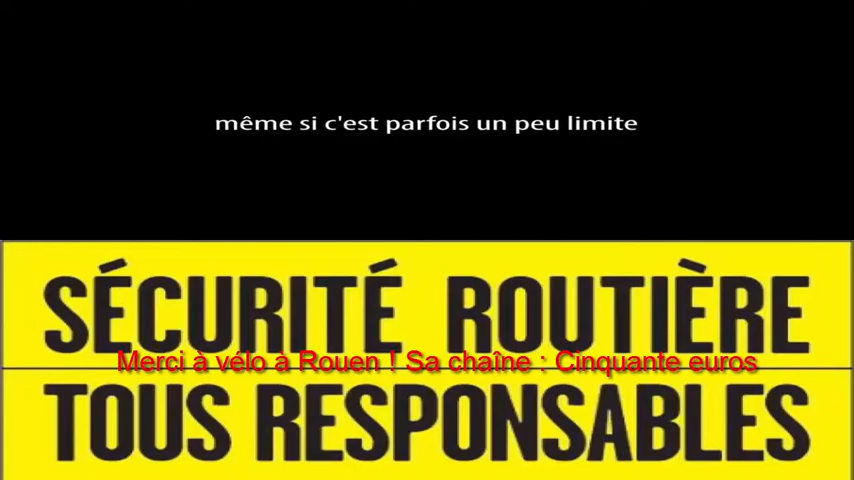 même si c'est parfois un peu limite
SÉCURITÉ ROUTIÈRE
Merci à vélo à Rouen ! Sa chaîne : Cinquante euros
TOUS RESPONSABLES